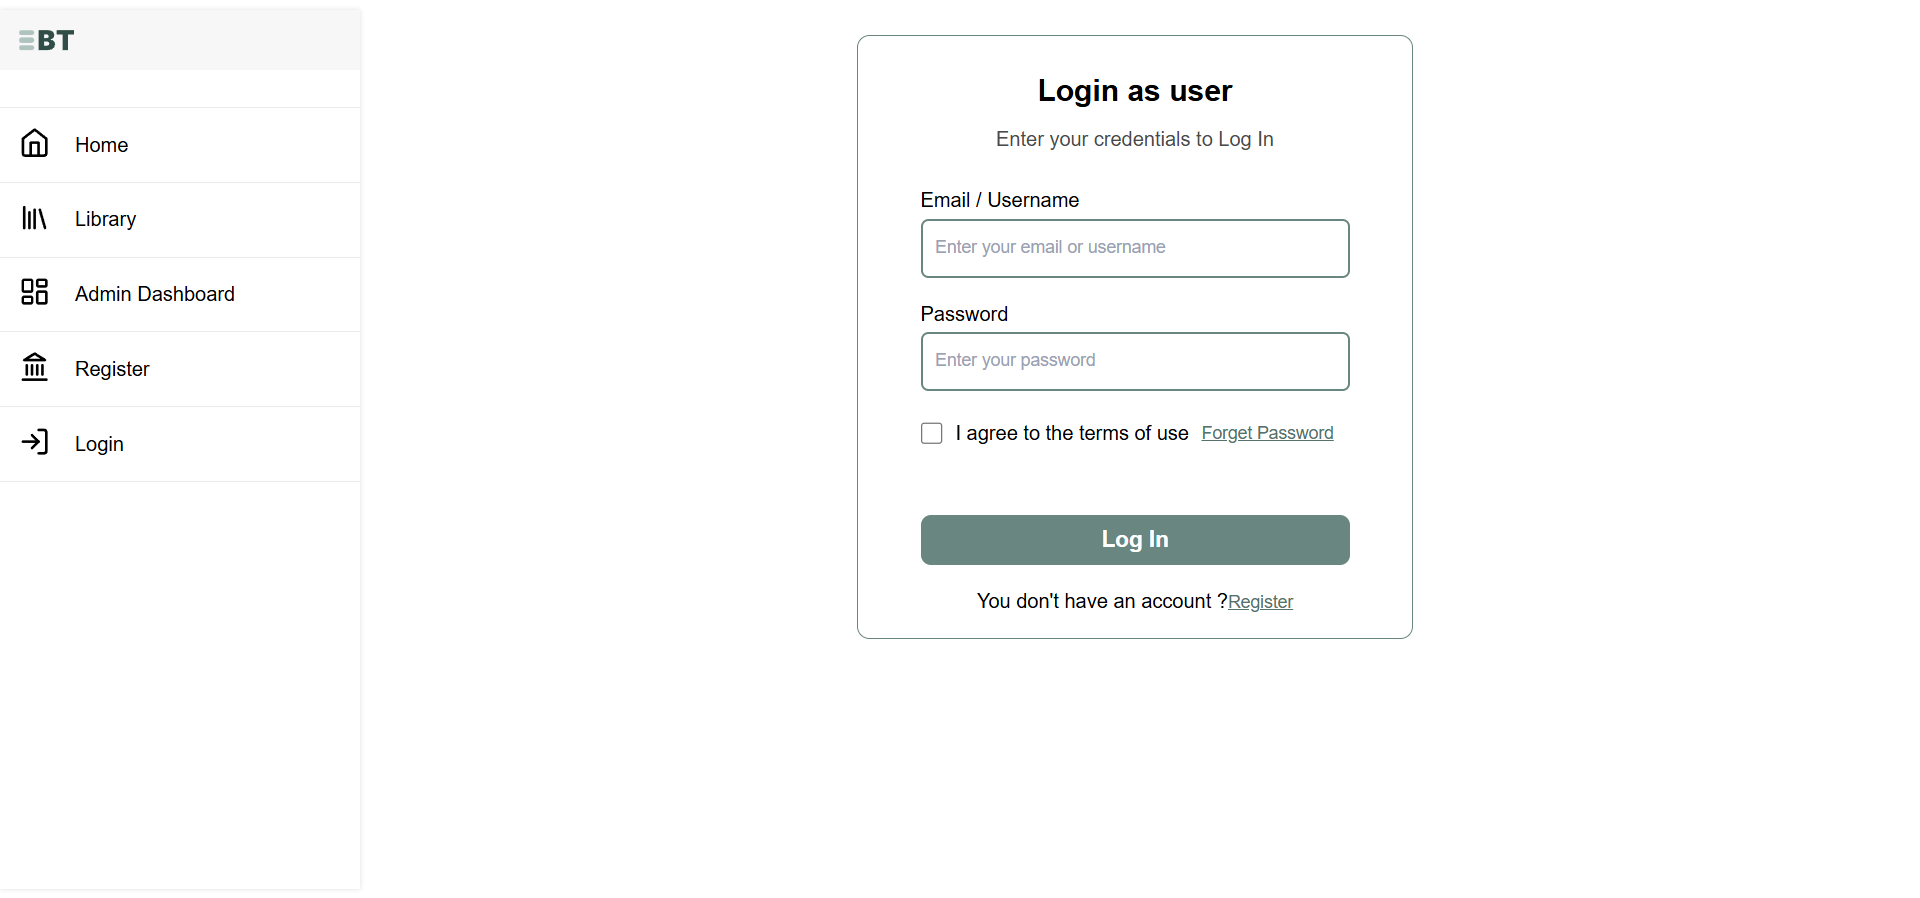 BT
Home
Library
Admin Dashboard
Register
Login
Login as user
Enter your credentials to Log In
Email / Username
Enter your email or username
Password
Enter your password
I agree to the terms of use Forget Password
Log In
You don't have an account ?Register